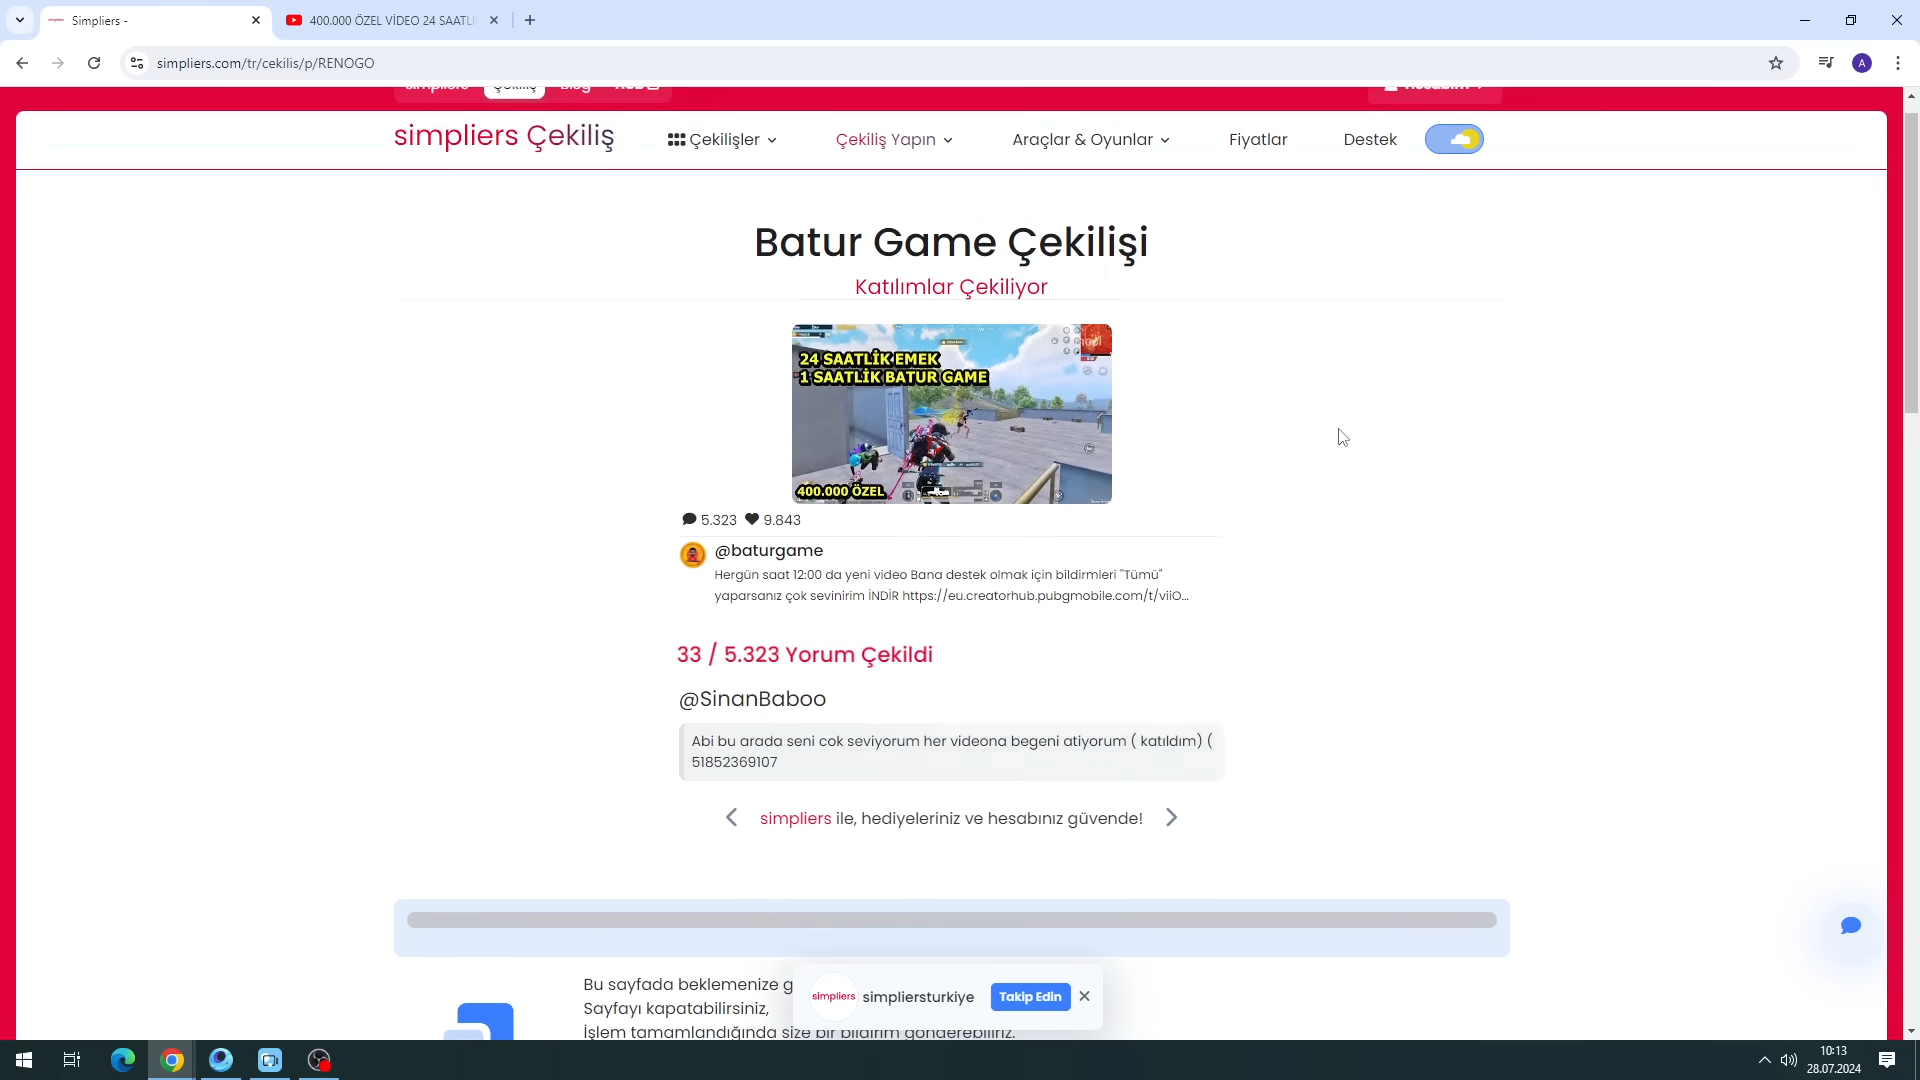 Simpliers -
400.000 ÖZEL VİDEO 24 SAATLİ
simpliers.com/tr/cekilis/p/RENOGO
A
simpliers Çekiliş
Çekilişler
Çekiliş Yapın
Araçlar & Oyunlar
Fiyatlar
Destek
Batur Game Çekilişi
Katılımlar Çekiliyor
24 SAATLİK EMEK
1 SAATLİK BATUR GAME
400.000 ÖZEL
5.323 9.843
@baturgame
Hergün saat 12:00 da yeni video Bana destek olmak için bildirmleri "Tümü"
yaparsanız çok sevinirim İNDİR https://eu.creatorhub.pubgmobile.com/t/viiO...
33 / 5.323 Yorum Çekildi
@SinanBaboo
Abi bu arada seni cok seviyorum her videona begeni atiyorum ( katıldım) (
51852369107
simpliers ile, hediyeleriniz ve hesabınız güvende!
Bu sayfada beklemenize g
Sayfayı kapatabilirsiniz,
İşlem tamamlandığında size bir bildirim gönderebiliriz.
simpliers simpliersturkiye Takip Edin
10:13
28.07.2024